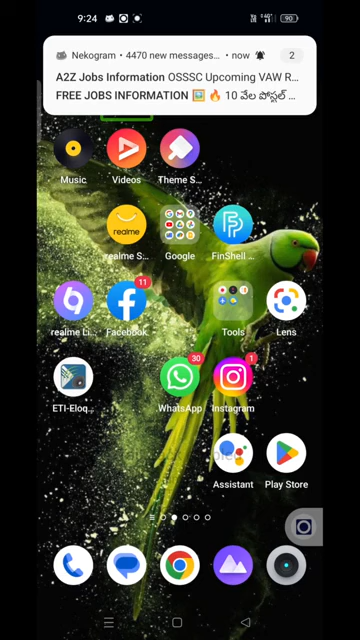 9:24
90
Nekogram • 4470 new messages... • now
2
A2Z Jobs Information OSSSC Upcoming VAW R...
FREE JOBS INFORMATION 🖼️ 🔥 10 వేల పోస్టల్ ...
Music
Videos
Theme S...
realme
realme S...
Google
FinShell ...
11
realme Li...
Facebook
Tools
Lens
30
1
ETI-Eloq...
WhatsApp
Instagram
Assistant
Play Store